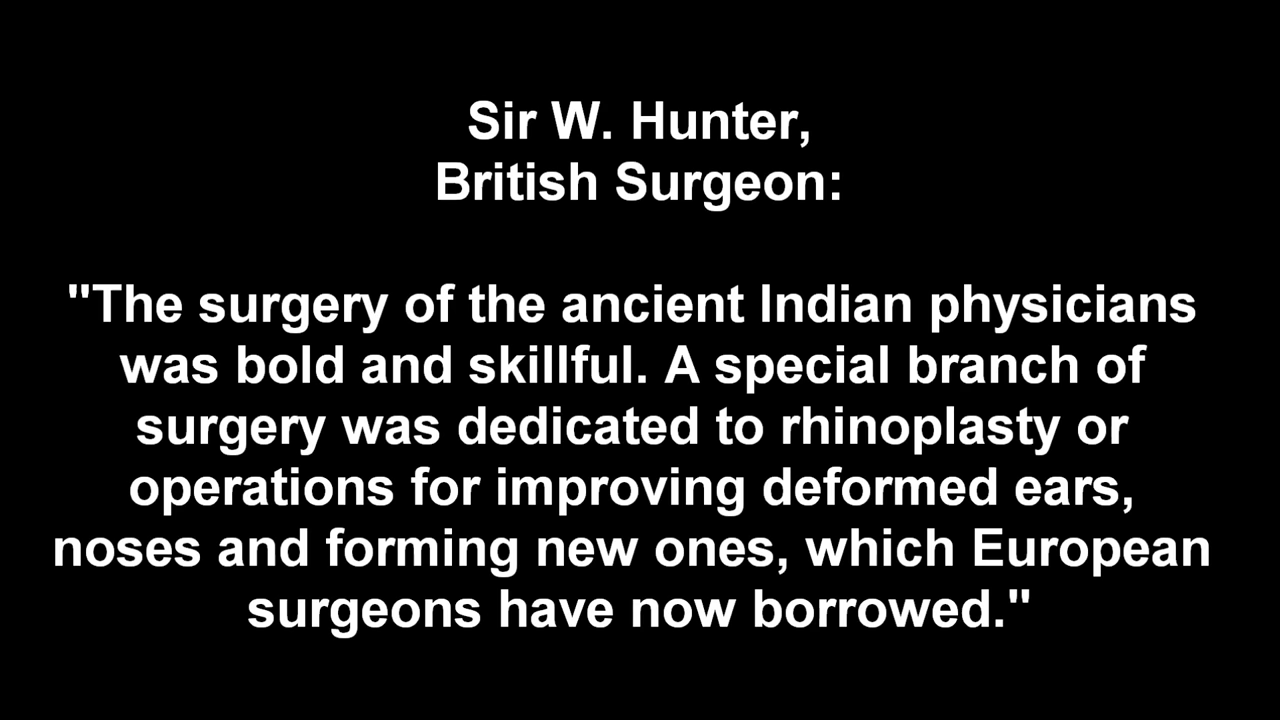 Sir W. Hunter,
British Surgeon:
"The surgery of the ancient Indian physicians
was bold and skillful. A special branch of
surgery was dedicated to rhinoplasty or
operations for improving deformed ears,
noses and forming new ones, which European
surgeons have now borrowed."